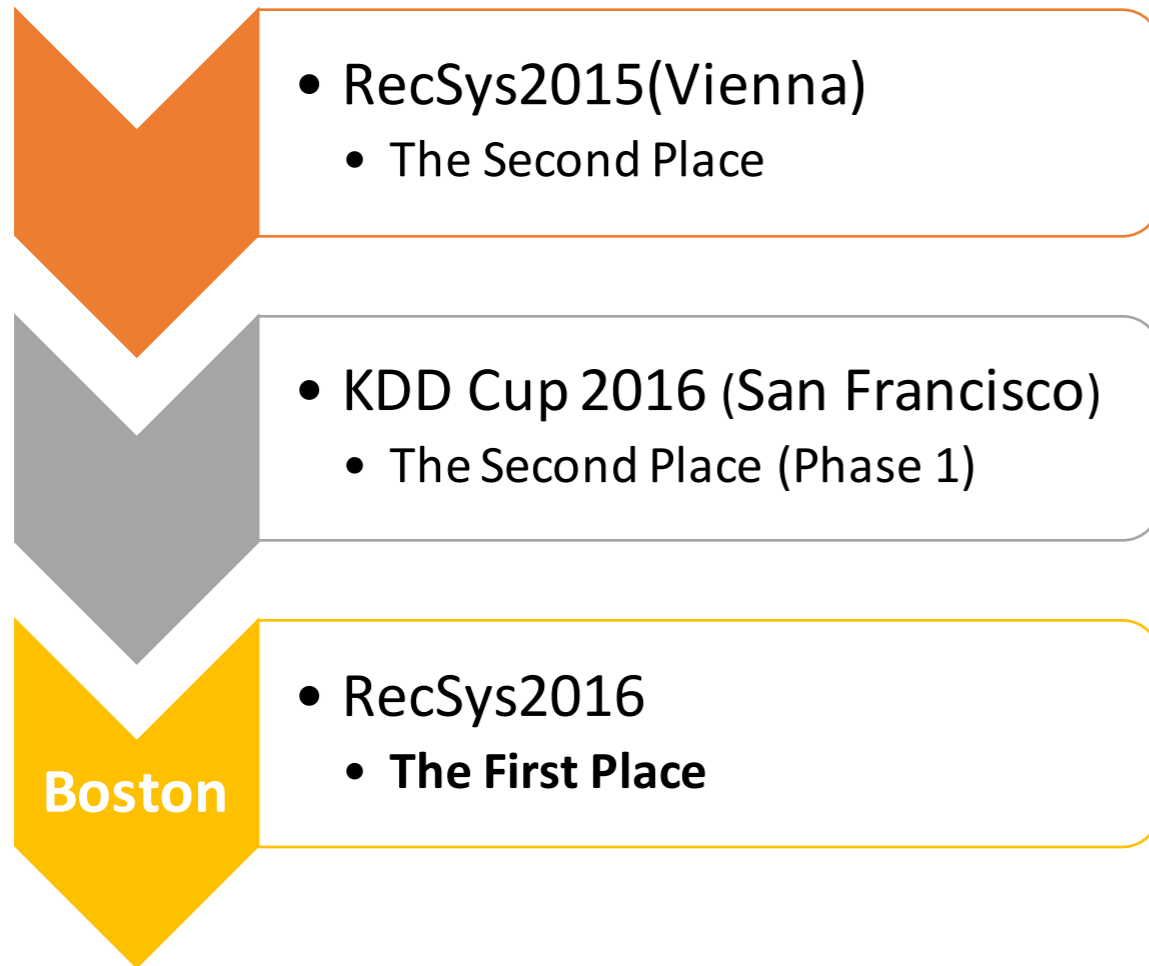 • RecSys2015(Vienna)
• The Second Place
• KDD Cup 2016 (San Francisco)
• The Second Place (Phase 1)
Boston
• RecSys2016
• The First Place